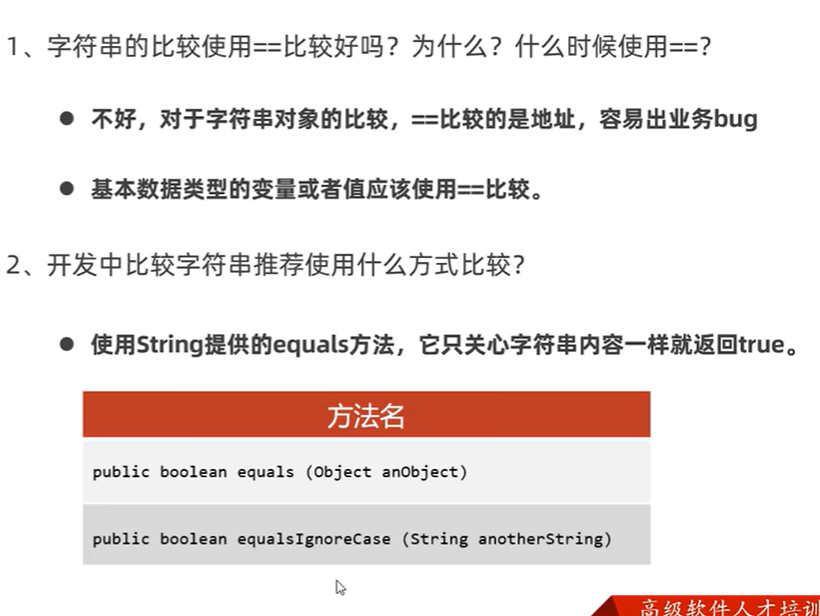 1、字符串的比较使用==比较好吗？为什么？什么时候使用==？
● 不好，对于字符串对象的比较，==比较的是地址，容易出业务bug
● 基本数据类型的变量或者值应该使用==比较。
2、开发中比较字符串推荐使用什么方式比较？
● 使用String提供的equals方法，它只关心字符串内容一样就返回true。
方法名
public boolean equals (Object anObject)
public boolean equalsIgnoreCase (String anotherString)
高级软件人才培训